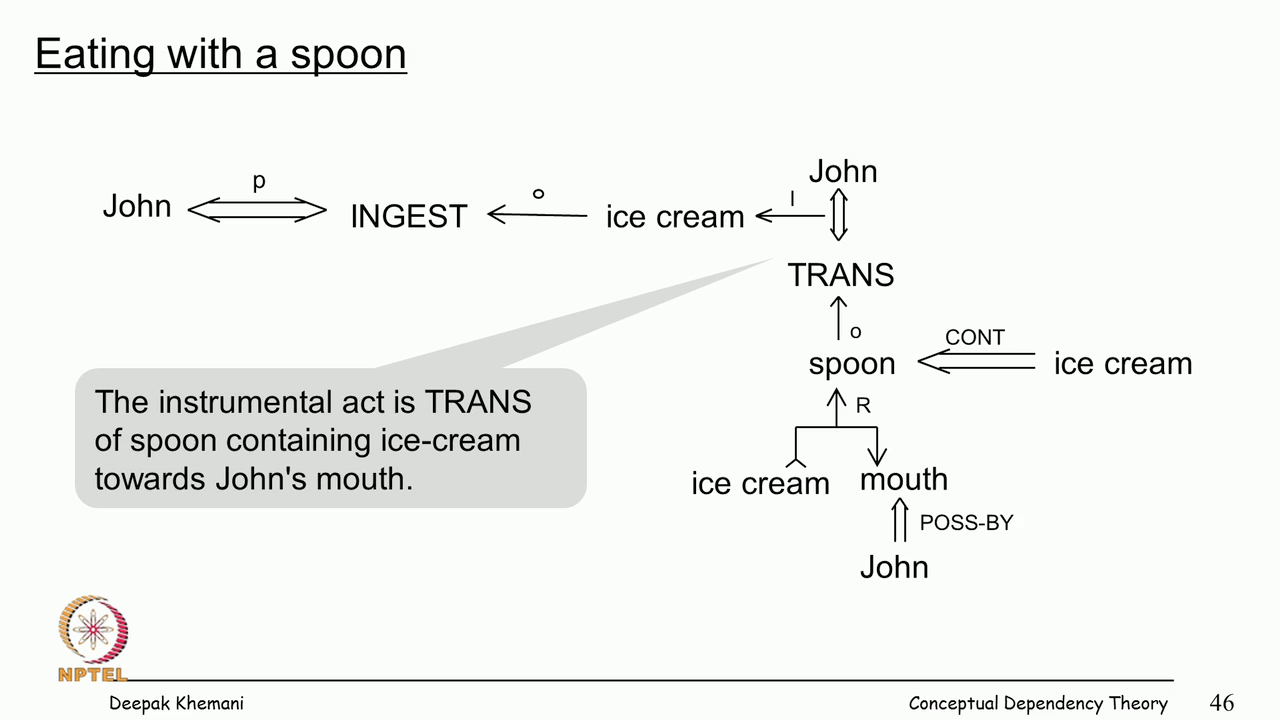 Eating with a spoon
John
p
INGEST
o
ice cream
I
John
TRANS
o
spoon
CONT
ice cream
R
ice cream
mouth
POSS-BY
John
The instrumental act is TRANS
of spoon containing ice-cream
towards John's mouth.
NPTEL
Deepak Khemani
Conceptual Dependency Theory
46